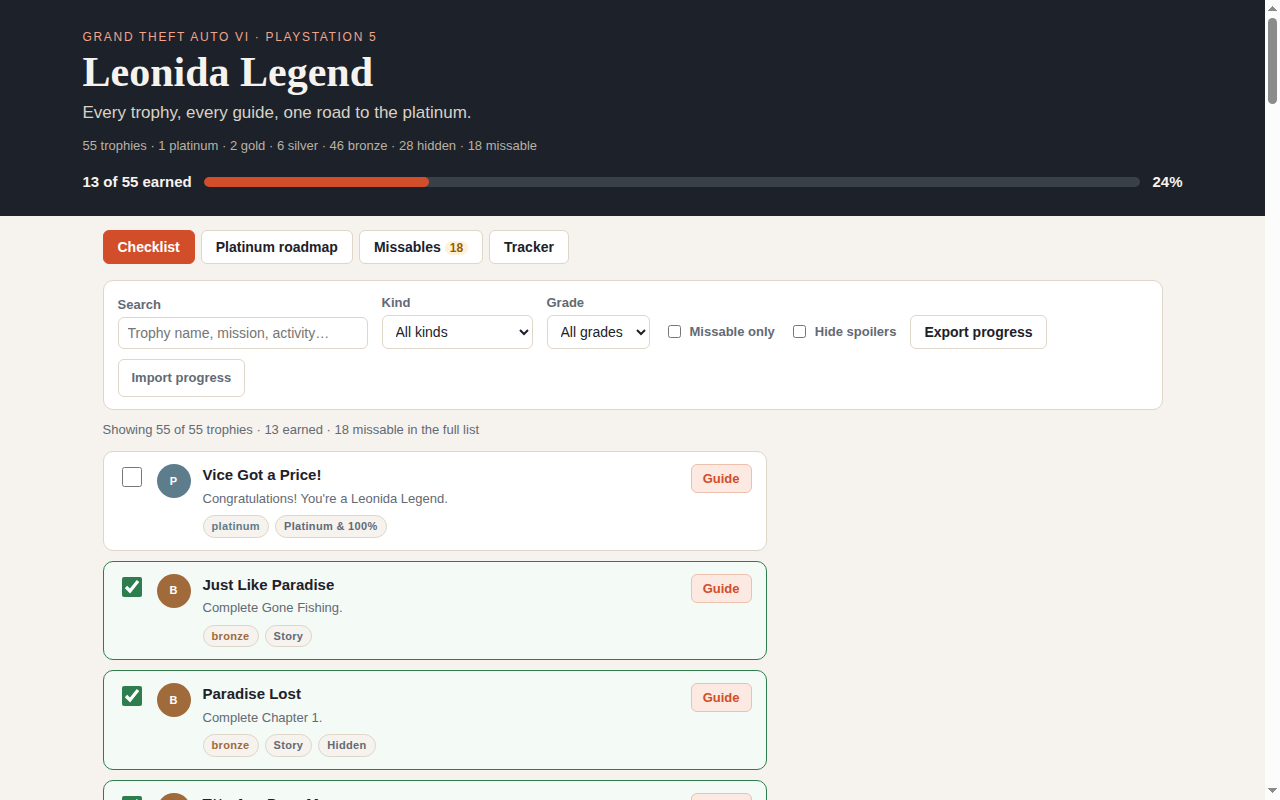 GRAND THEFT AUTO VI · PLAYSTATION 5
Leonida Legend
Every trophy, every guide, one road to the platinum.
55 trophies · 1 platinum · 2 gold · 6 silver · 46 bronze · 28 hidden · 18 missable
13 of 55 earned 24%
Checklist Platinum roadmap Missables 18 Tracker
Search Kind Grade
Trophy name, mission, activity… All kinds All grades Missable only Hide spoilers Export progress
Import progress
Showing 55 of 55 trophies · 13 earned · 18 missable in the full list
P Vice Got a Price! Guide
Congratulations! You're a Leonida Legend.
platinum Platinum & 100%
B Just Like Paradise Guide
Complete Gone Fishing.
bronze Story
B Paradise Lost Guide
Complete Chapter 1.
bronze Story Hidden